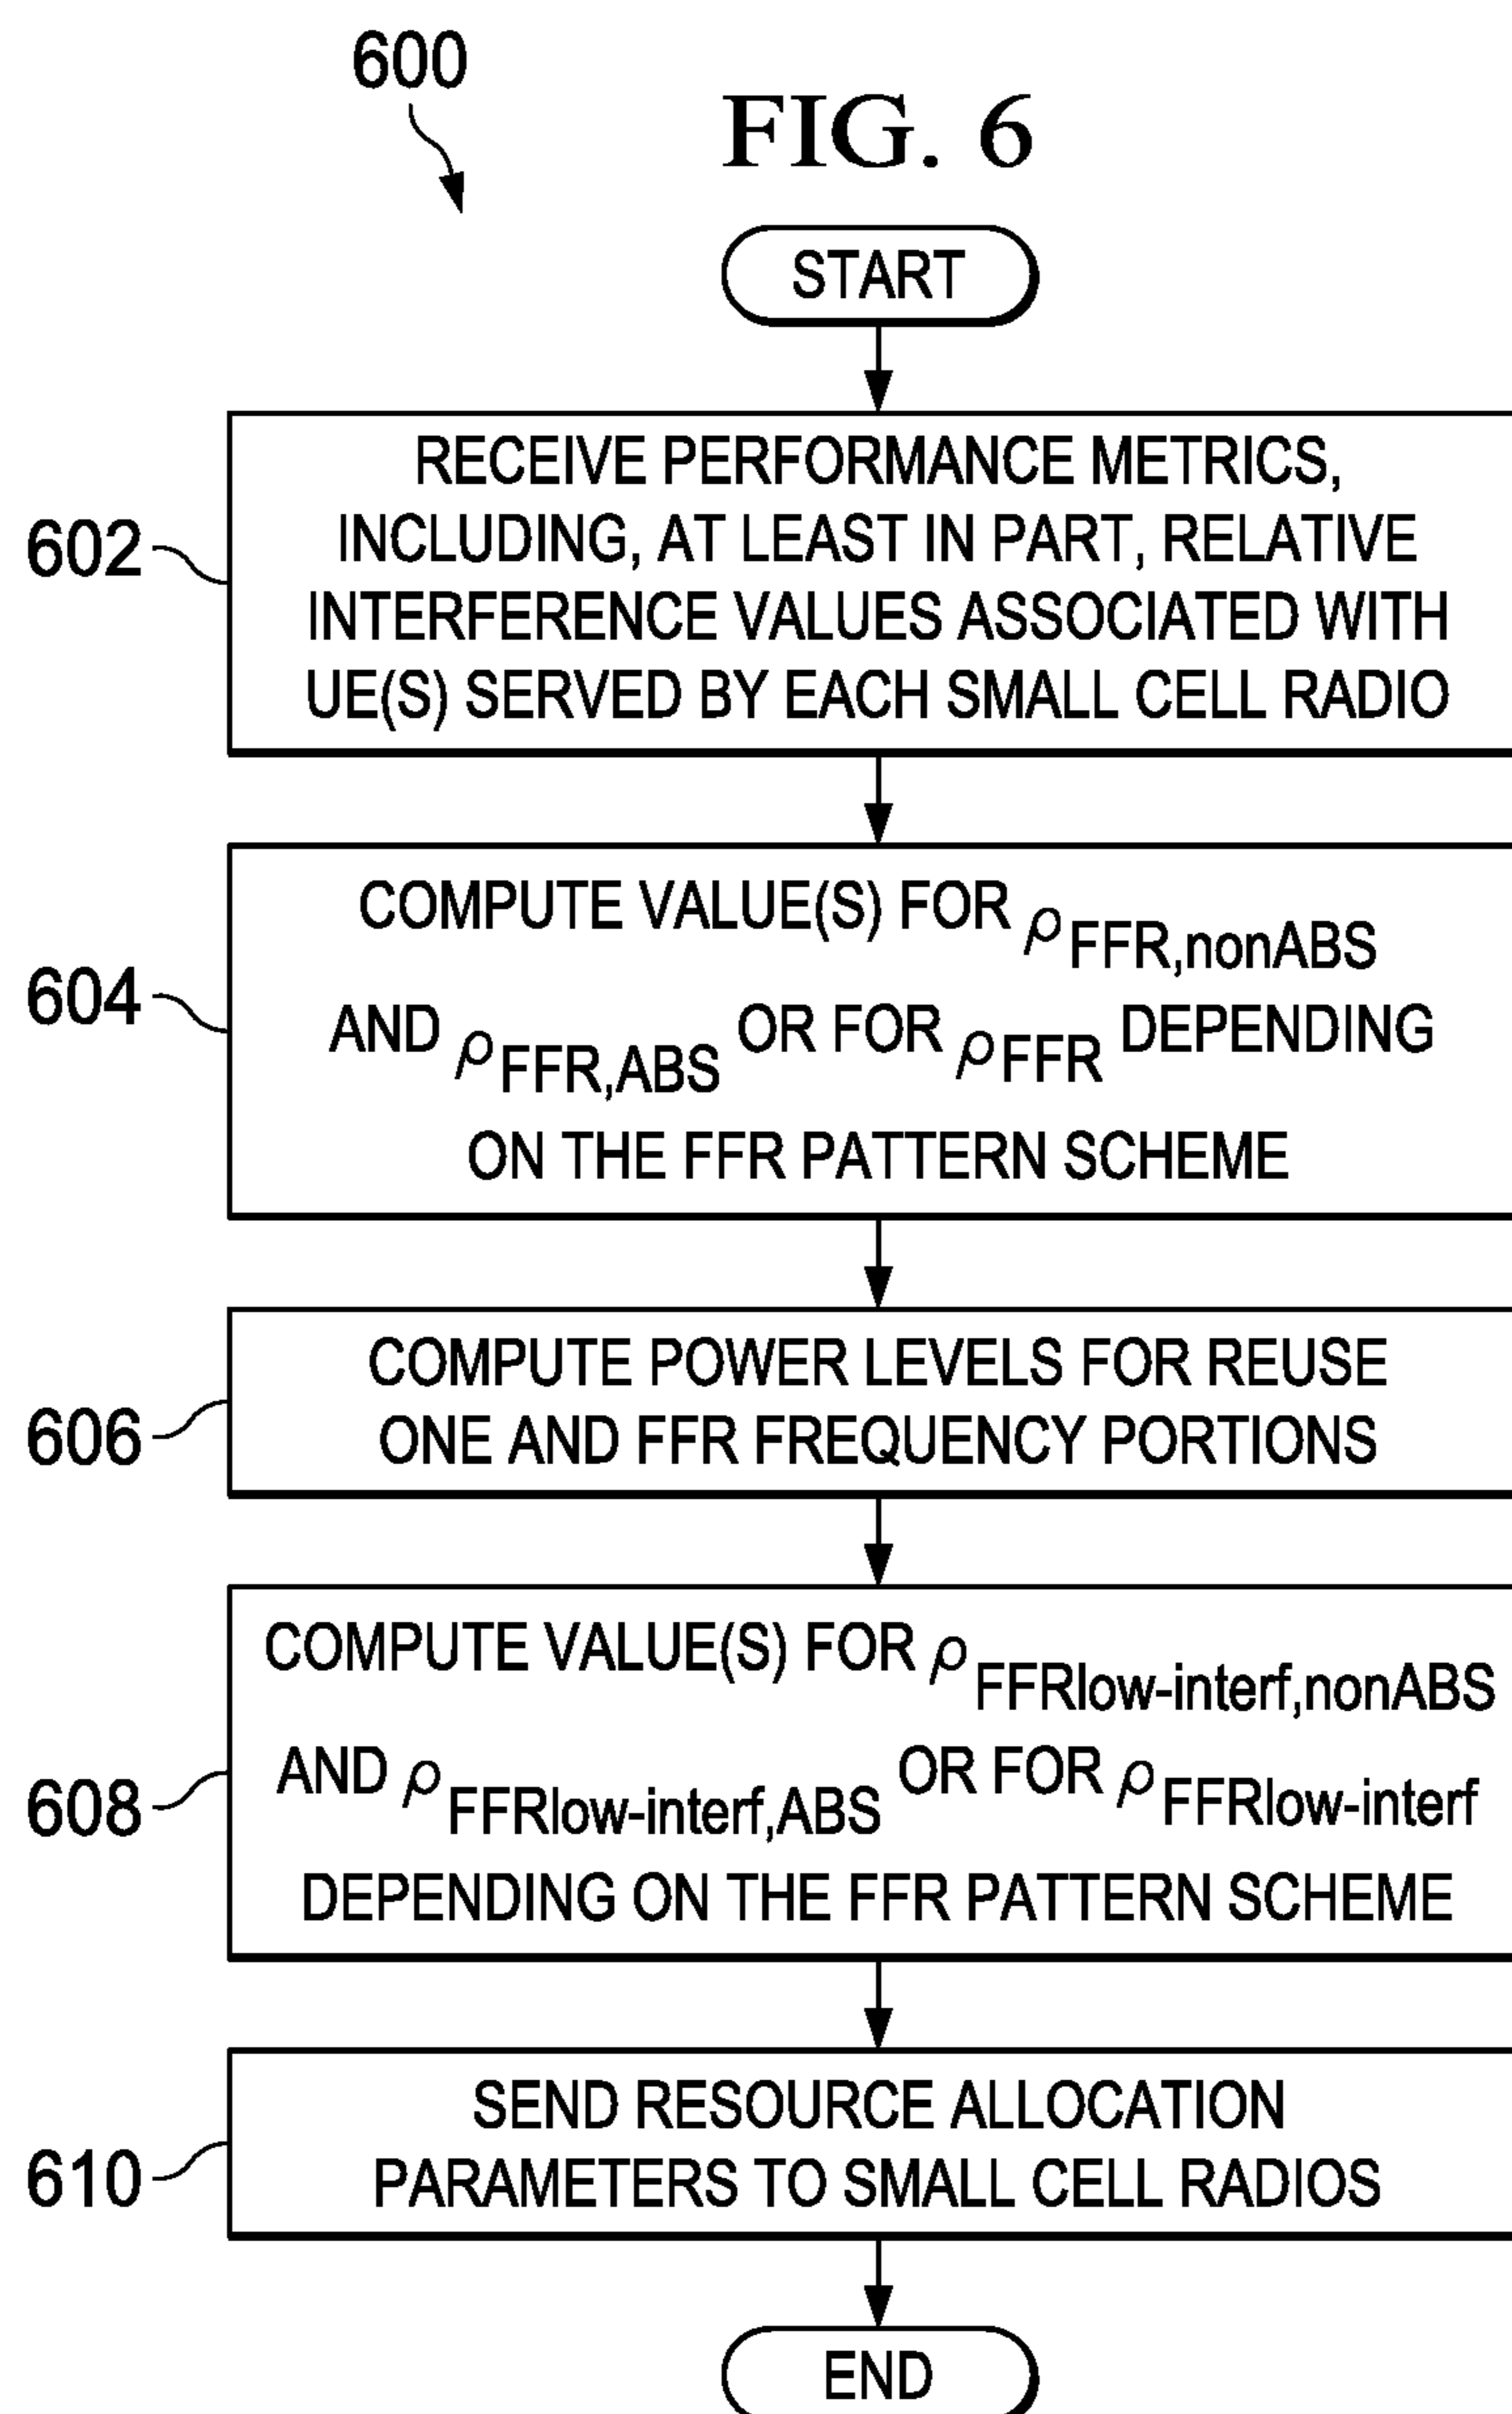 600
FIG. 6
START
602
RECEIVE PERFORMANCE METRICS,
INCLUDING, AT LEAST IN PART, RELATIVE
INTERFERENCE VALUES ASSOCIATED WITH
UE(S) SERVED BY EACH SMALL CELL RADIO
604
COMPUTE VALUE(S) FOR ρFFR,nonABS
AND ρFFR,ABS OR FOR ρFFR DEPENDING
ON THE FFR PATTERN SCHEME
606
COMPUTE POWER LEVELS FOR REUSE
ONE AND FFR FREQUENCY PORTIONS
608
COMPUTE VALUE(S) FOR ρFFRlow-interf,nonABS
AND ρFFRlow-interf,ABS OR FOR ρFFRlow-interf
DEPENDING ON THE FFR PATTERN SCHEME
610
SEND RESOURCE ALLOCATION
PARAMETERS TO SMALL CELL RADIOS
END